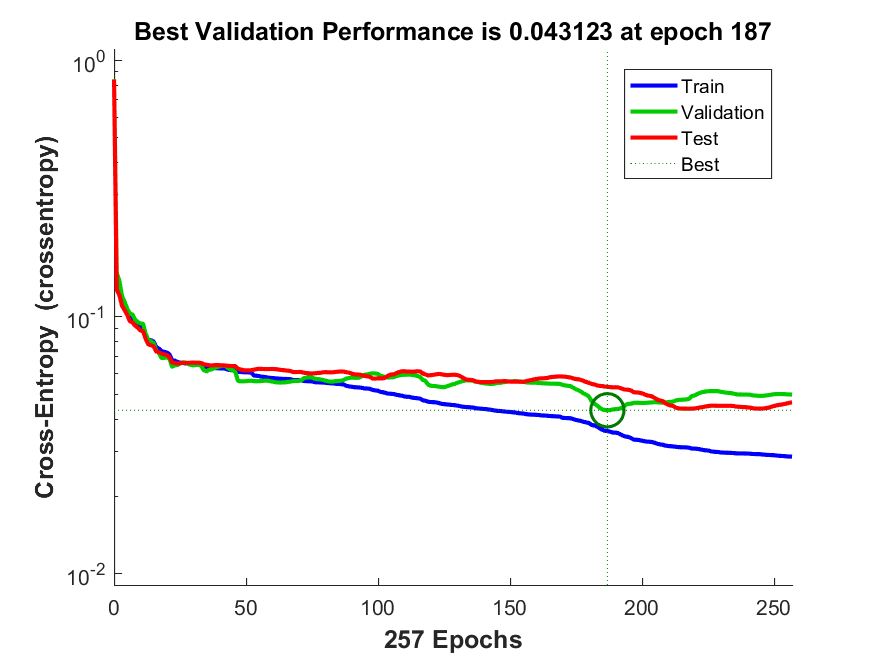 Best Validation Performance is 0.043123 at epoch 187
Cross-Entropy  (crossentropy)
10^0
10^-1
10^-2
Train
Validation
Test
Best
0 50 100 150 200 250
257 Epochs